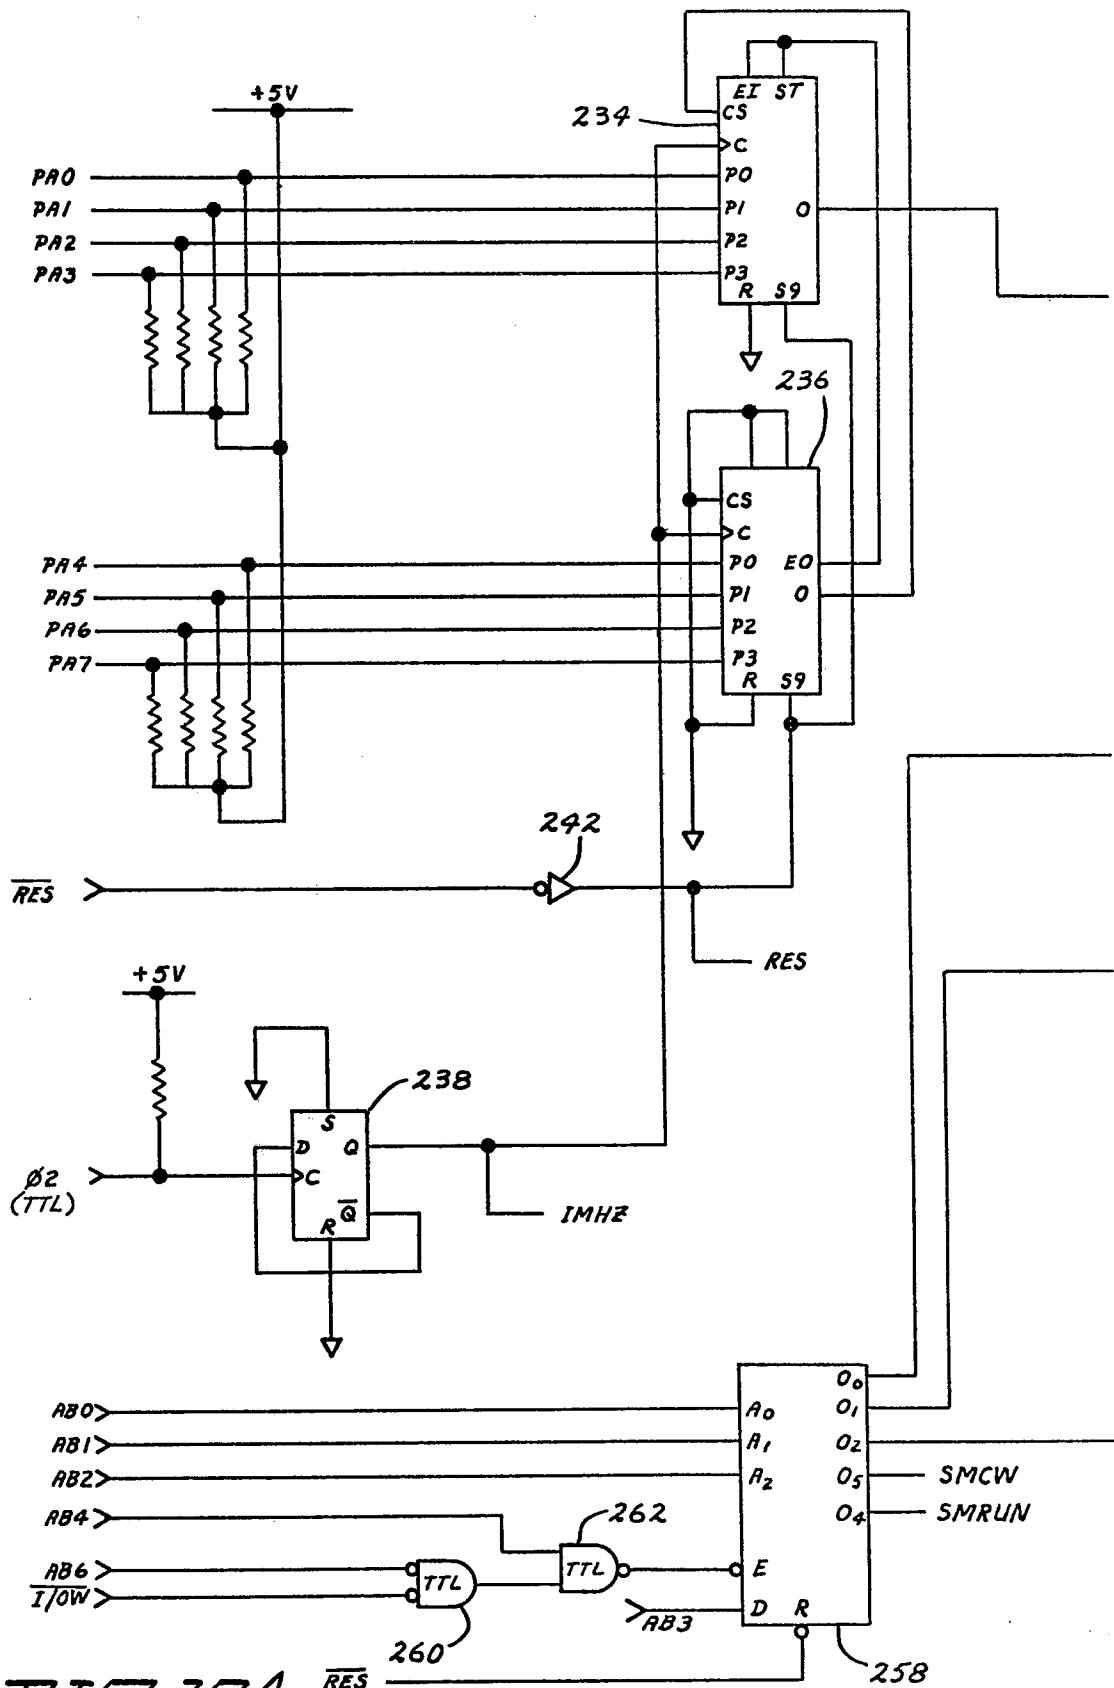 +5V
EI ST
CS
234
C
PA0
P0
PA1
P1
O
PA2
P2
PA3
P3
R S9
236
CS
C
PA4
P0
EO
PA5
P1
O
PA6
P2
PA7
P3
R S9
242
RES
RES
+5V
238
S
D Q
Ø2
C
(TTL)
Q
R
1MHZ
O0
AB0
A0
O1
AB1
A1
O2
AB2
A2
O5
SMCW
AB4
262
O4
SMRUN
AB6
TTL
TTL
E
I/OW
D R
AB3
260
258
RES